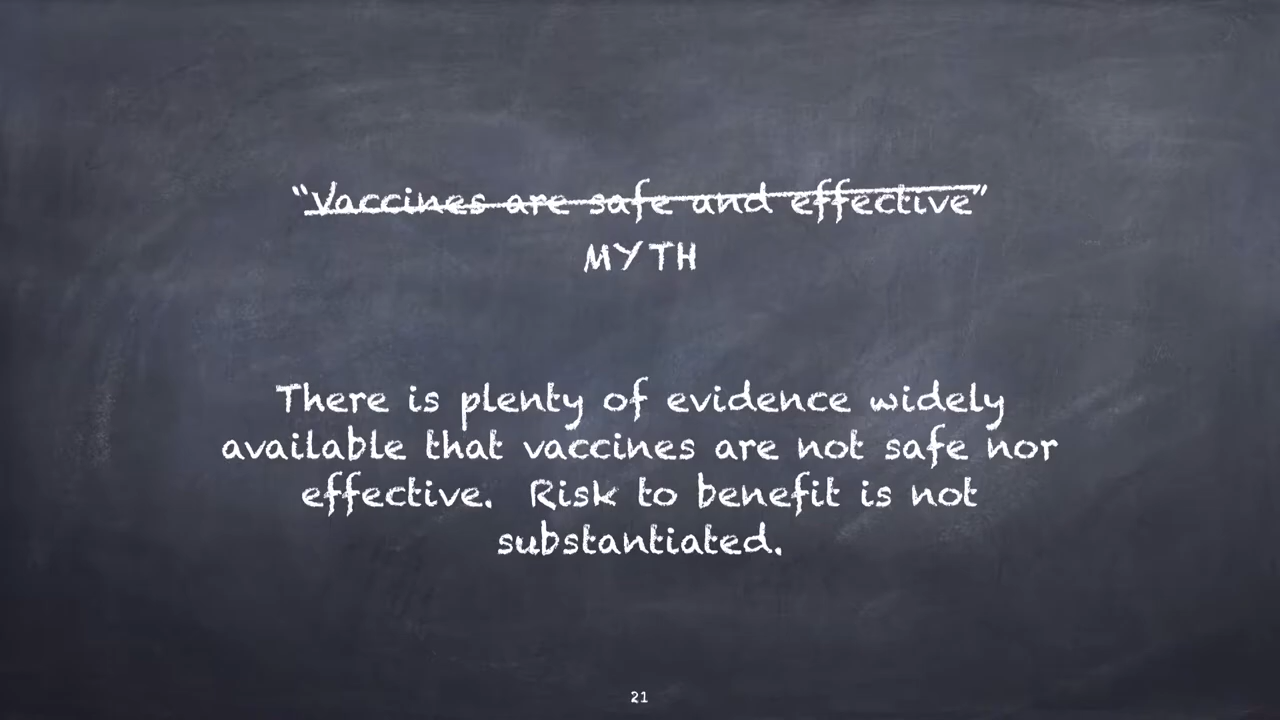 "Vaccines are safe and effective"
MYTH
There is plenty of evidence widely
available that vaccines are not safe nor
effective.  Risk to benefit is not
substantiated.
21